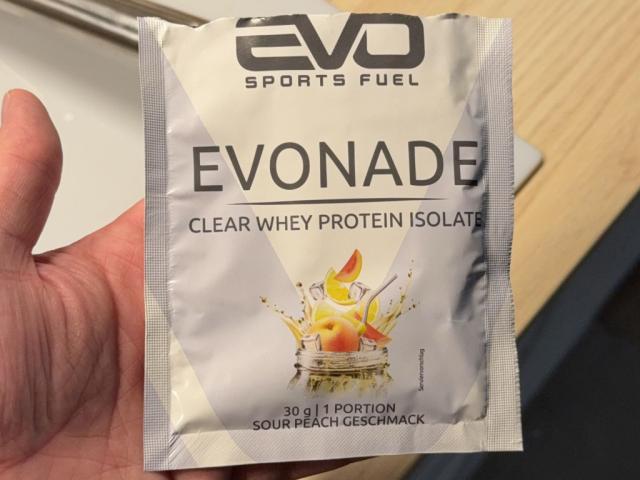 EVO
SPORTS FUEL
EVONADE
CLEAR WHEY PROTEIN ISOLATE
Serviervorschlag
30 g | 1 PORTION
SOUR PEACH GESCHMACK